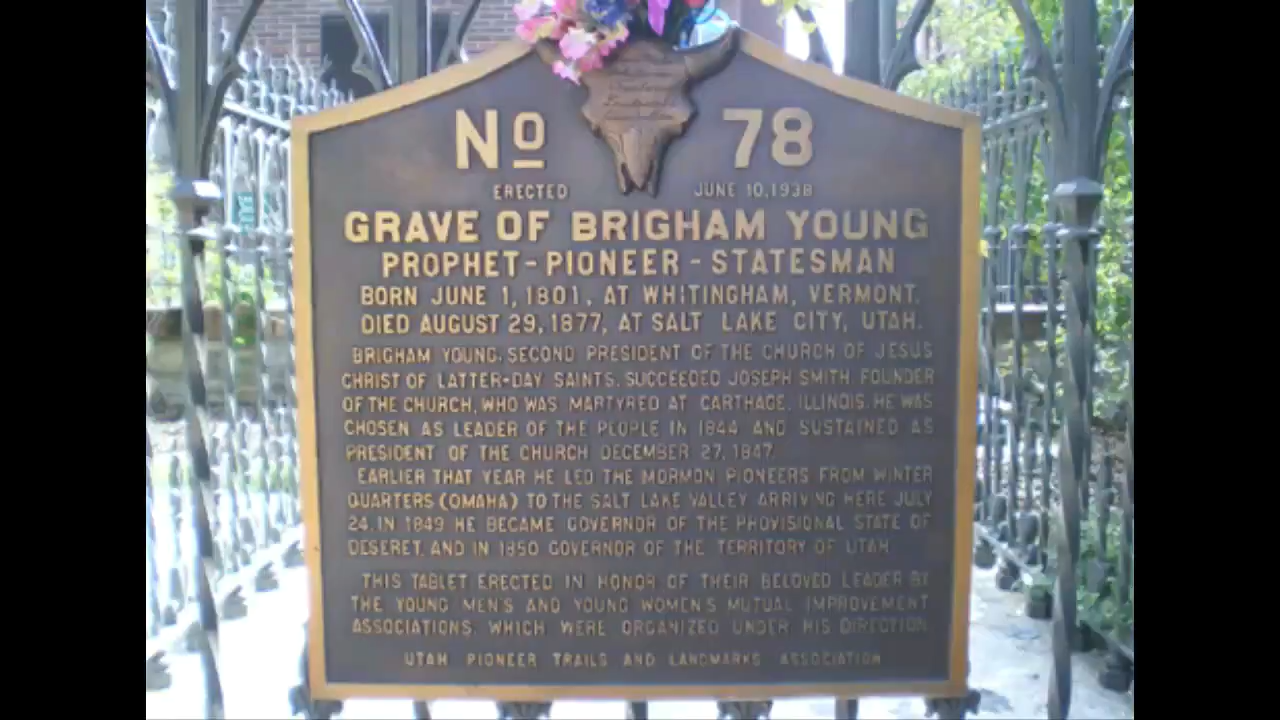 No 78
ERECTED JUNE 10, 1938
GRAVE OF BRIGHAM YOUNG
PROPHET - PIONEER - STATESMAN
BORN JUNE 1, 1801, AT WHITINGHAM, VERMONT.
DIED AUGUST 29, 1877, AT SALT LAKE CITY, UTAH.
BRIGHAM YOUNG, SECOND PRESIDENT OF THE CHURCH OF JESUS
CHRIST OF LATTER-DAY SAINTS, SUCCEEDED JOSEPH SMITH FOUNDER
OF THE CHURCH, WHO WAS MARTYRED AT CARTHAGE, ILLINOIS. HE WAS
CHOSEN AS LEADER OF THE PEOPLE IN 1844 AND SUSTAINED AS
PRESIDENT OF THE CHURCH DECEMBER 27, 1847.
EARLIER THAT YEAR HE LED THE MORMON PIONEERS FROM WINTER
QUARTERS (OMAHA) TO THE SALT LAKE VALLEY ARRIVING HERE JULY
24. IN 1849 HE BECAME GOVERNOR OF THE PROVISIONAL STATE OF
DESERET, AND IN 1850 GOVERNOR OF THE TERRITORY OF UTAH
THIS TABLET ERECTED IN HONOR OF THEIR BELOVED LEADER BY
THE YOUNG MEN'S AND YOUNG WOMEN'S MUTUAL IMPROVEMENT
ASSOCIATIONS, WHICH WERE ORGANIZED UNDER HIS DIRECTION
UTAH PIONEER TRAILS AND LANDMARKS ASSOCIATION